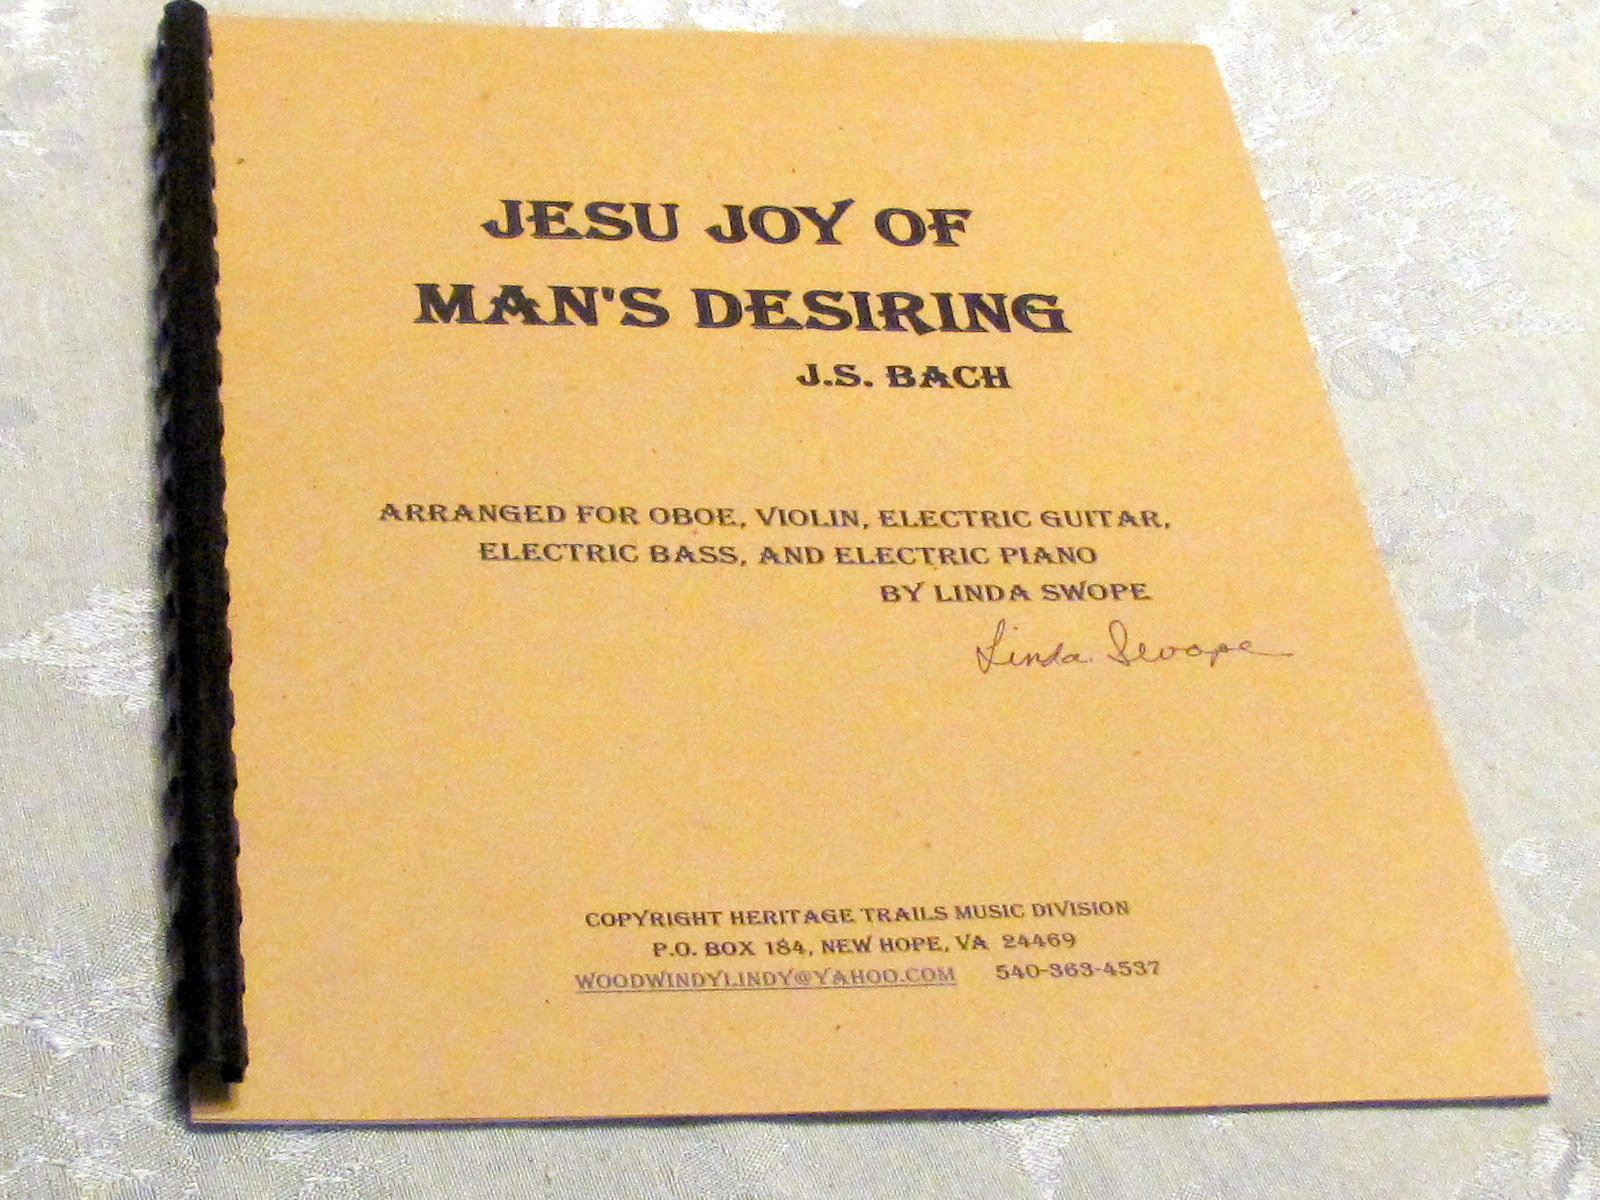 JESU JOY OF
MAN'S DESIRING
J.S. BACH
ARRANGED FOR OBOE, VIOLIN, ELECTRIC GUITAR,
ELECTRIC BASS, AND ELECTRIC PIANO
BY LINDA SWOPE
Linda Swope
COPYRIGHT HERITAGE TRAILS MUSIC DIVISION
P.O. BOX 184, NEW HOPE, VA 24469
WOODWINDYLINDY@YAHOO.COM 540-363-4537